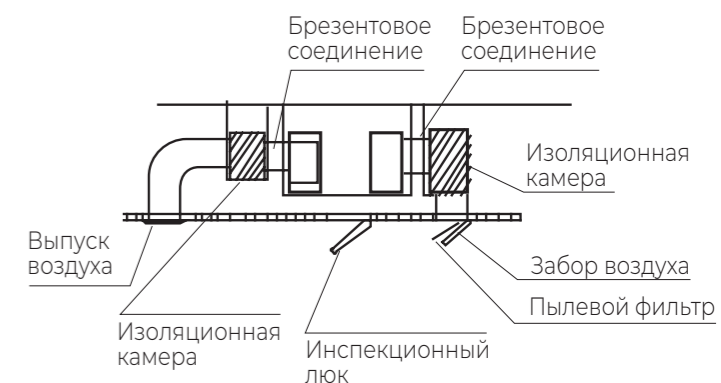 Брезентовое
соединение
Брезентовое
соединение
Изоляционная
камера
Выпуск
воздуха
Забор воздуха
Пылевой фильтр
Изоляционная
камера
Инспекционный
люк